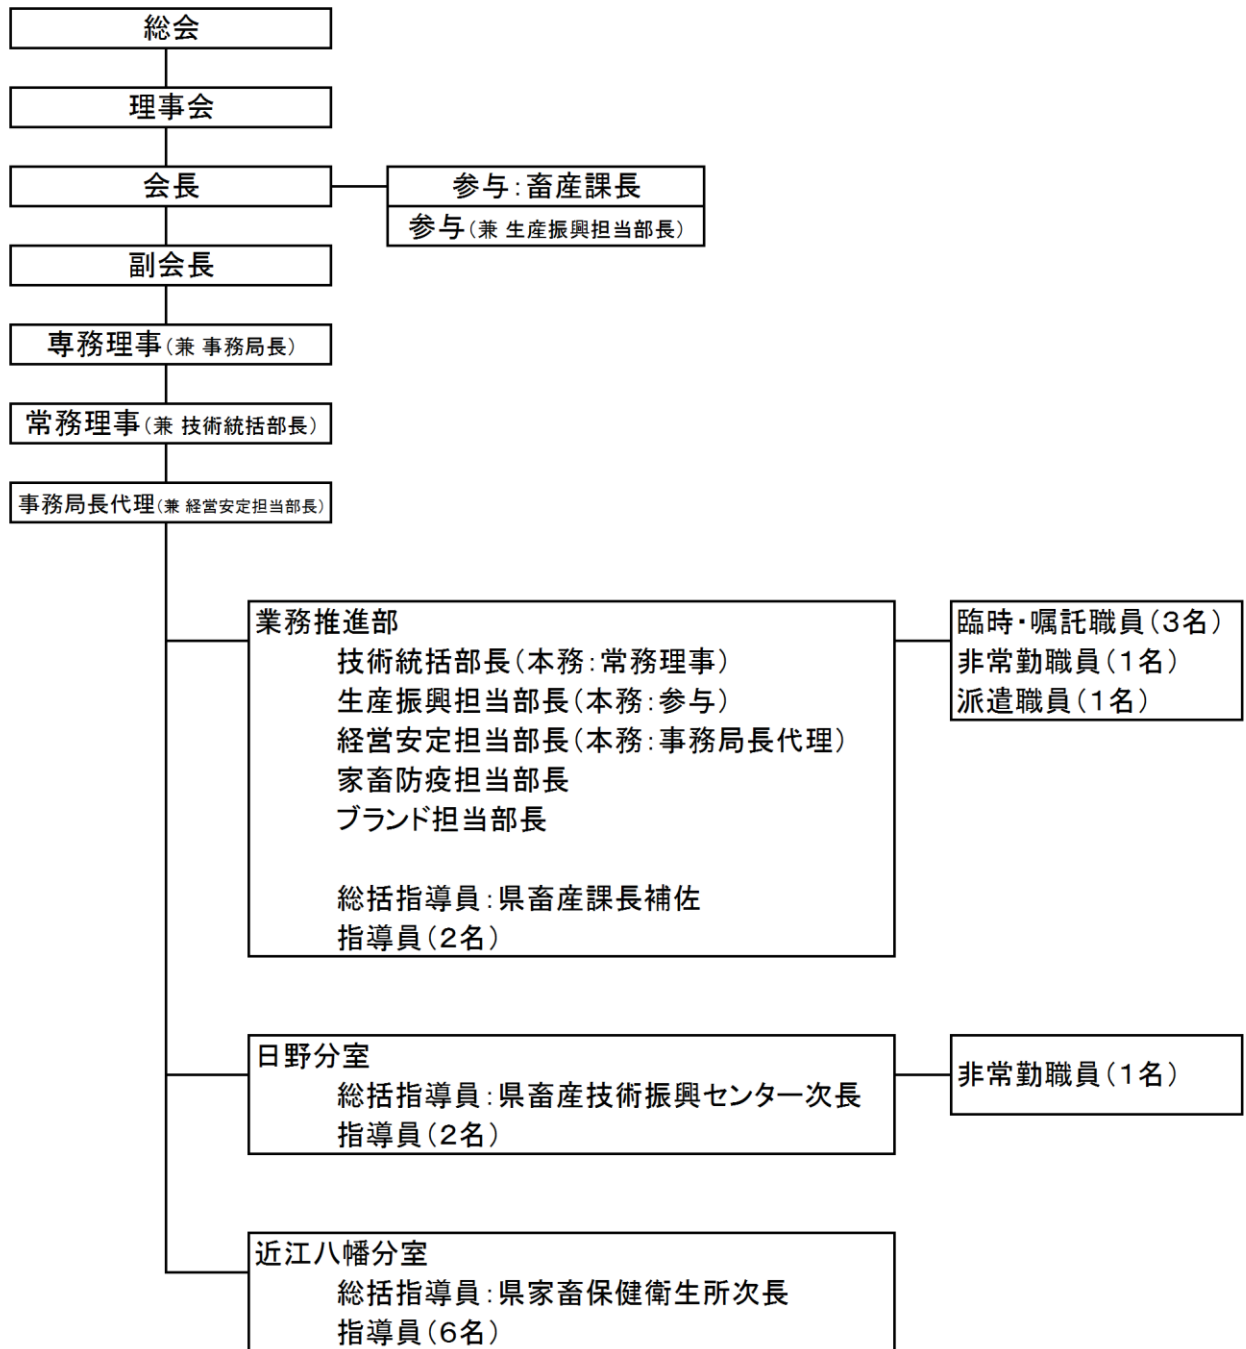 総会
理事会
会長
参与：畜産課長
参与（兼 生産振興担当部長）
副会長
専務理事（兼 事務局長）
常務理事（兼 技術統括部長）
事務局長代理（兼 経営安定担当部長）
業務推進部
技術統括部長（本務：常務理事）
生産振興担当部長（本務：参与）
経営安定担当部長（本務：事務局長代理）
家畜防疫担当部長
ブランド担当部長
総括指導員：県畜産課長補佐
指導員（２名）
臨時・嘱託職員（３名）
非常勤職員（１名）
派遣職員（１名）
日野分室
総括指導員：県畜産技術振興センター次長
指導員（２名）
非常勤職員（１名）
近江八幡分室
総括指導員：県家畜保健衛生所次長
指導員（６名）